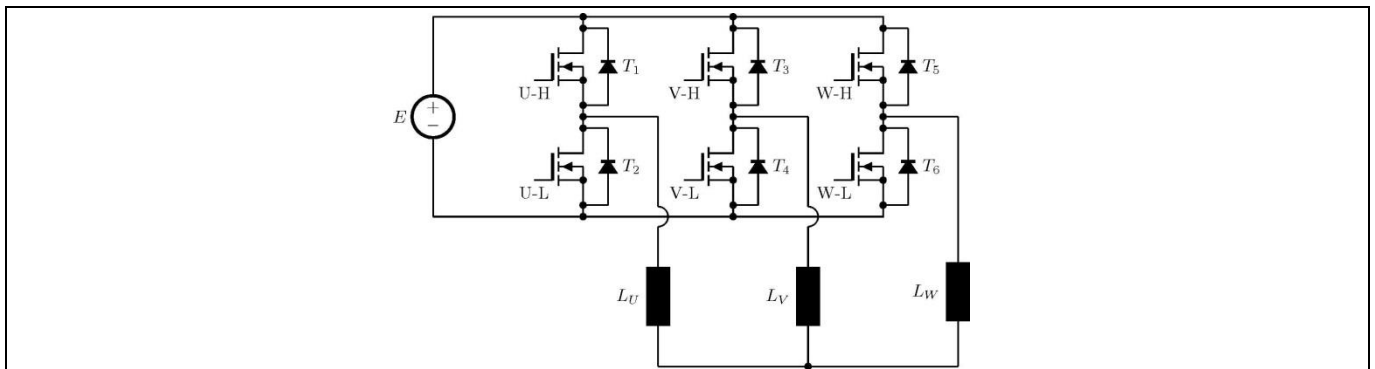 T1
T3
T5
U-H
V-H
W-H
E
+
−
T2
T4
T6
U-L
V-L
W-L
LU
LV
LW